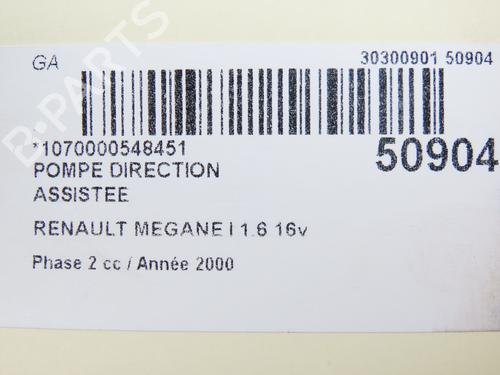 GA
30300901 50904
*1070000548451
50904
POMPE DIRECTION
ASSISTEE
RENAULT MEGANE I 1.6 16v
Phase 2 cc / Année 2000
B-PARTS